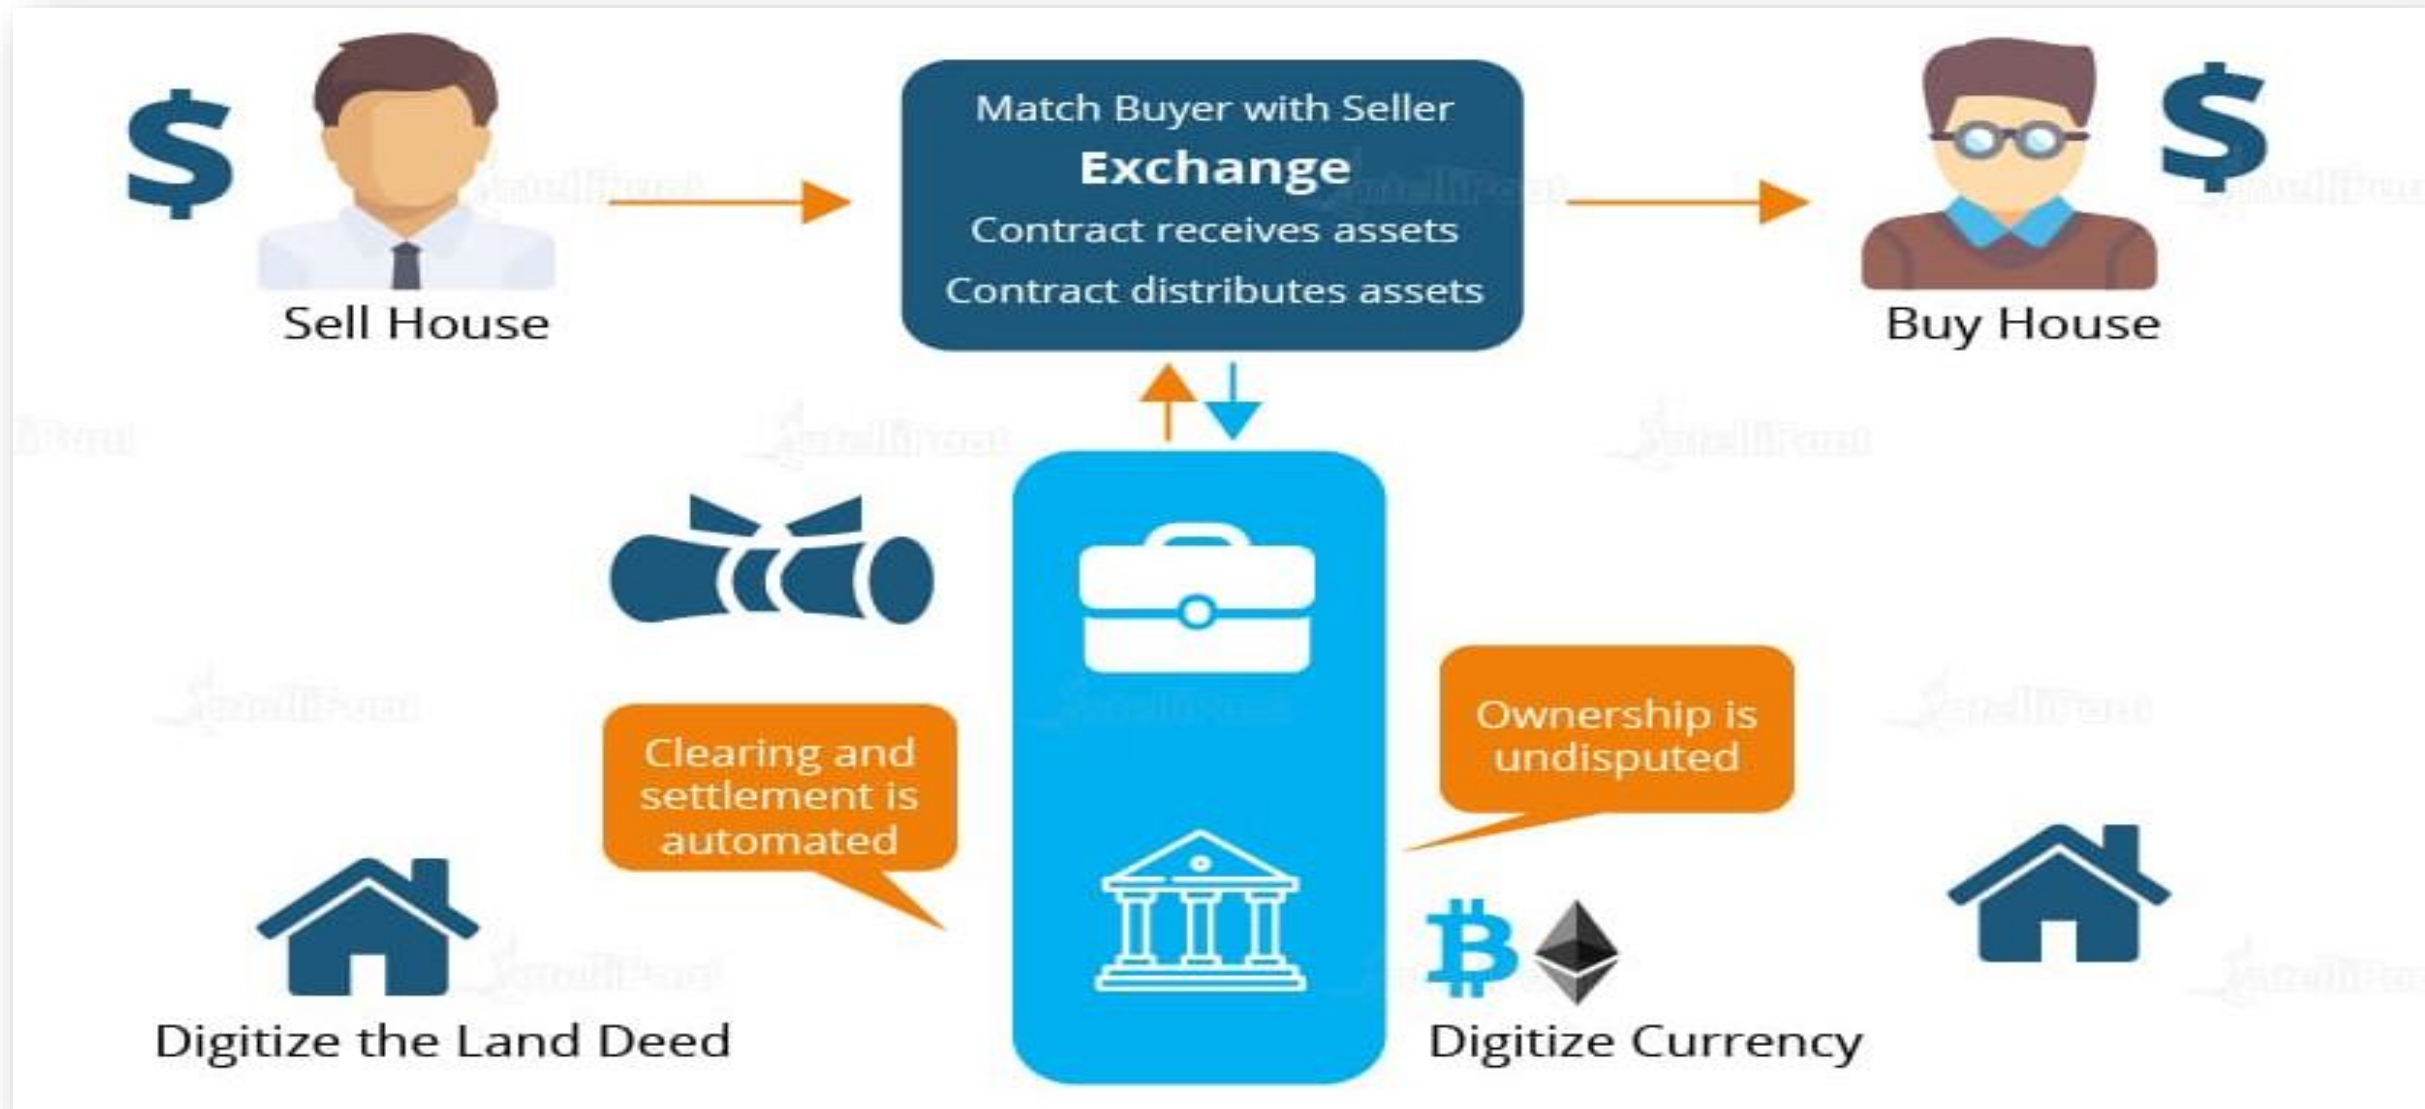 Match Buyer with Seller
Exchange
Contract receives assets
Contract distributes assets
Sell House
Buy House
Clearing and
settlement is
automated
Ownership is
undisputed
Digitize the Land Deed
Digitize Currency